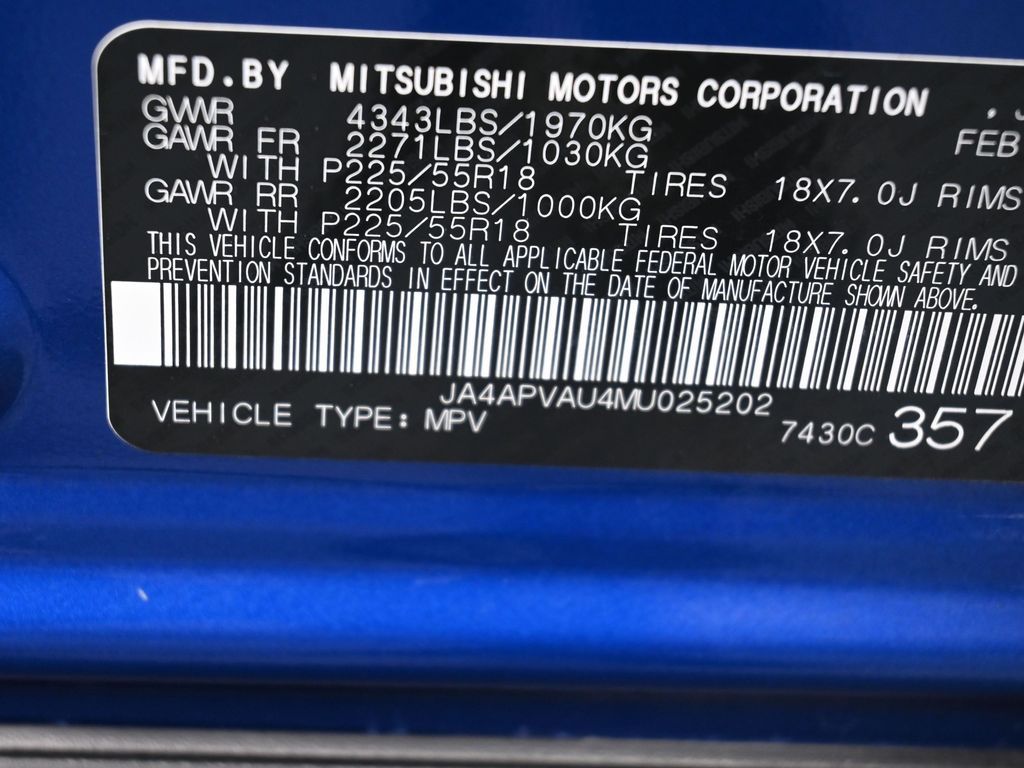 MFD.BY MITSUBISHI MOTORS CORPORATION
GVWR 4343LBS/1970KG FEB
GAWR FR 2271LBS/1030KG
WITH P225/55R18 TIRES 18X7.0J RIMS
GAWR RR 2205LBS/1000KG
WITH P225/55R18 TIRES 18X7.0J RIMS
THIS VEHICLE CONFORMS TO ALL APPLICABLE FEDERAL MOTOR VEHICLE SAFETY AND
PREVENTION STANDARDS IN EFFECT ON THE DATE OF MANUFACTURE SHOWN ABOVE.
JA4APVAU4MU025202
VEHICLE TYPE: MPV 7430C 357